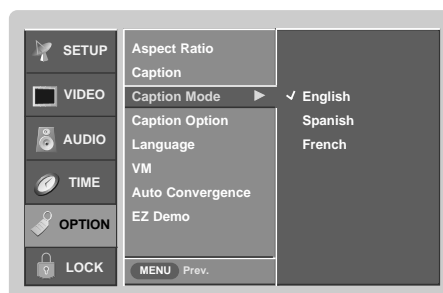 SETUP
VIDEO
AUDIO
TIME
OPTION
LOCK
Aspect Ratio
Caption
Caption Mode
Caption Option
Language
VM
Auto Convergence
EZ Demo
MENU Prev.
English
Spanish
French